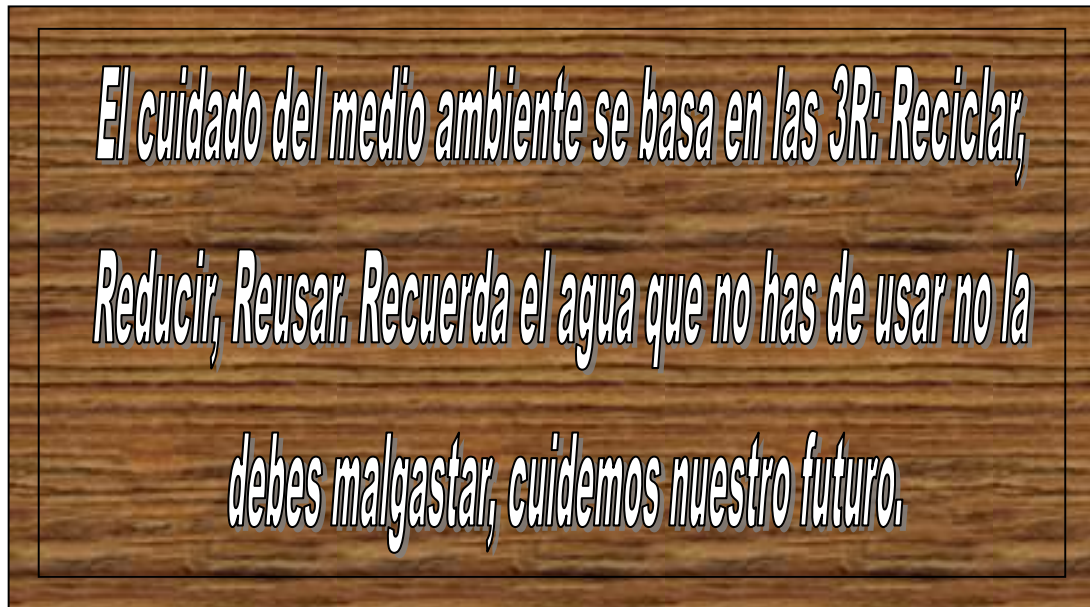 El cuidado del medio ambiente se basa en las 3R: Reciclar,
Reducir, Reusar. Recuerda el agua que no has de usar no la
debes malgastar, cuidemos nuestro futuro.